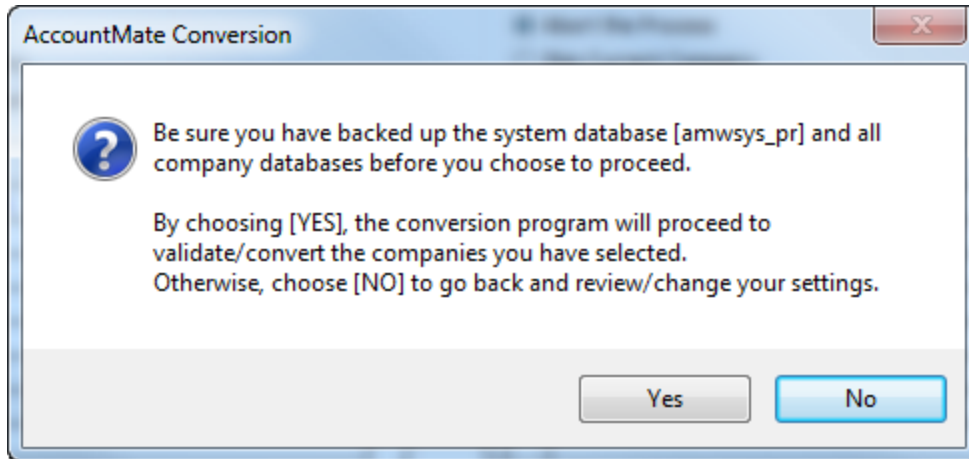 AccountMate Conversion
Be sure you have backed up the system database [amwsys_pr] and all
company databases before you choose to proceed.
By choosing [YES], the conversion program will proceed to
validate/convert the companies you have selected.
Otherwise, choose [NO] to go back and review/change your settings.
Yes
No